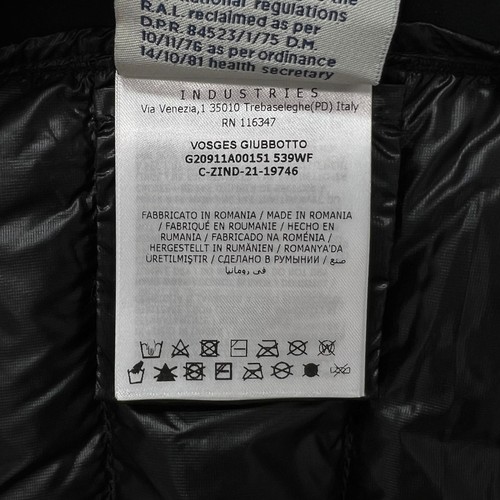 national regulations
R.A.L. reclaimed as per
D.P.R. 84523/1/75 D.M.
10/11/76 as per ordinance
14/10/81 health secretary
INDUSTRIES
Via Venezia,1 35010 Trebaseleghe(PD) Italy
RN 116347
VOSGES GIUBBOTTO
G20911A00151 539WF
C-ZIND-21-19746
FABBRICATO IN ROMANIA / MADE IN ROMANIA
/ FABRIQUÉ EN ROUMANIE / HECHO EN
RUMANIA / FABRICADO NA ROMÉNIA /
HERGESTELLT IN RUMÄNIEN / ROMANYA'DA
ÜRETILMIŞTIR / СДЕЛАНО В РУМЫНИИ / صنع
في رومانيا